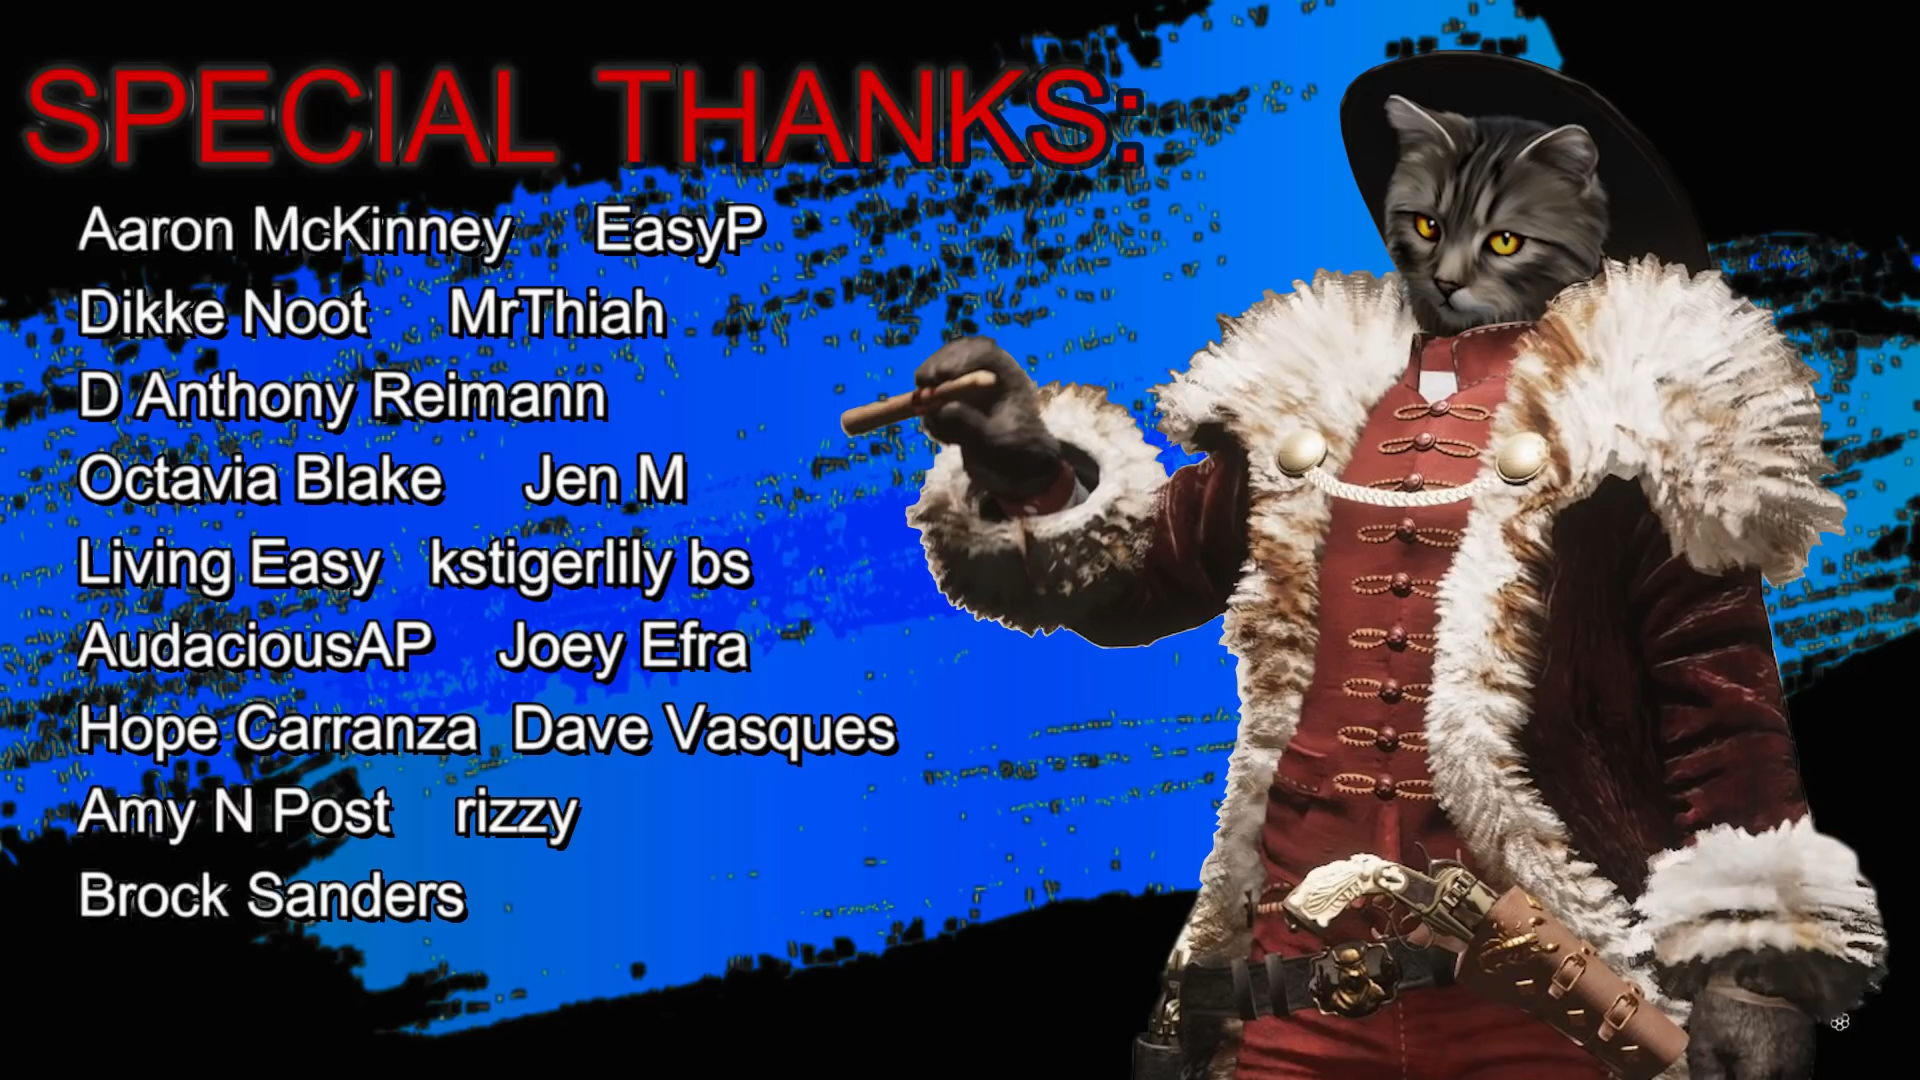 SPECIAL THANKS:
Aaron McKinney EasyP
Dikke Noot MrThiah
D Anthony Reimann
Octavia Blake Jen M
Living Easy kstigerlily bs
AudaciousAP Joey Efra
Hope Carranza Dave Vasques
Amy N Post rizzy
Brock Sanders